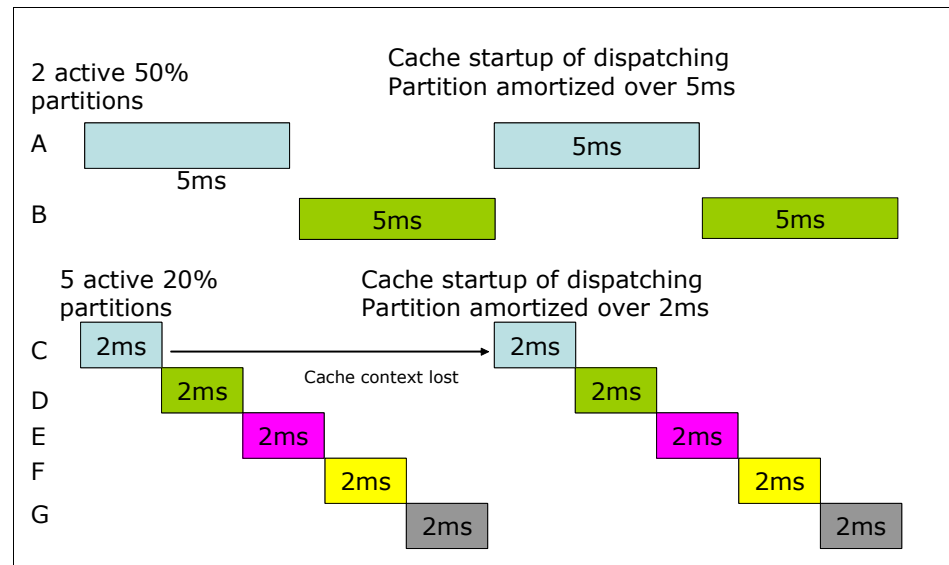 2 active 50%
partitions
Cache startup of dispatching
Partition amortized over 5ms
A
5ms
5ms
B
5ms
5ms
5 active 20%
partitions
Cache startup of dispatching
Partition amortized over 2ms
C
2ms
2ms
Cache context lost
D
2ms
2ms
E
2ms
2ms
F
2ms
2ms
G
2ms
2ms